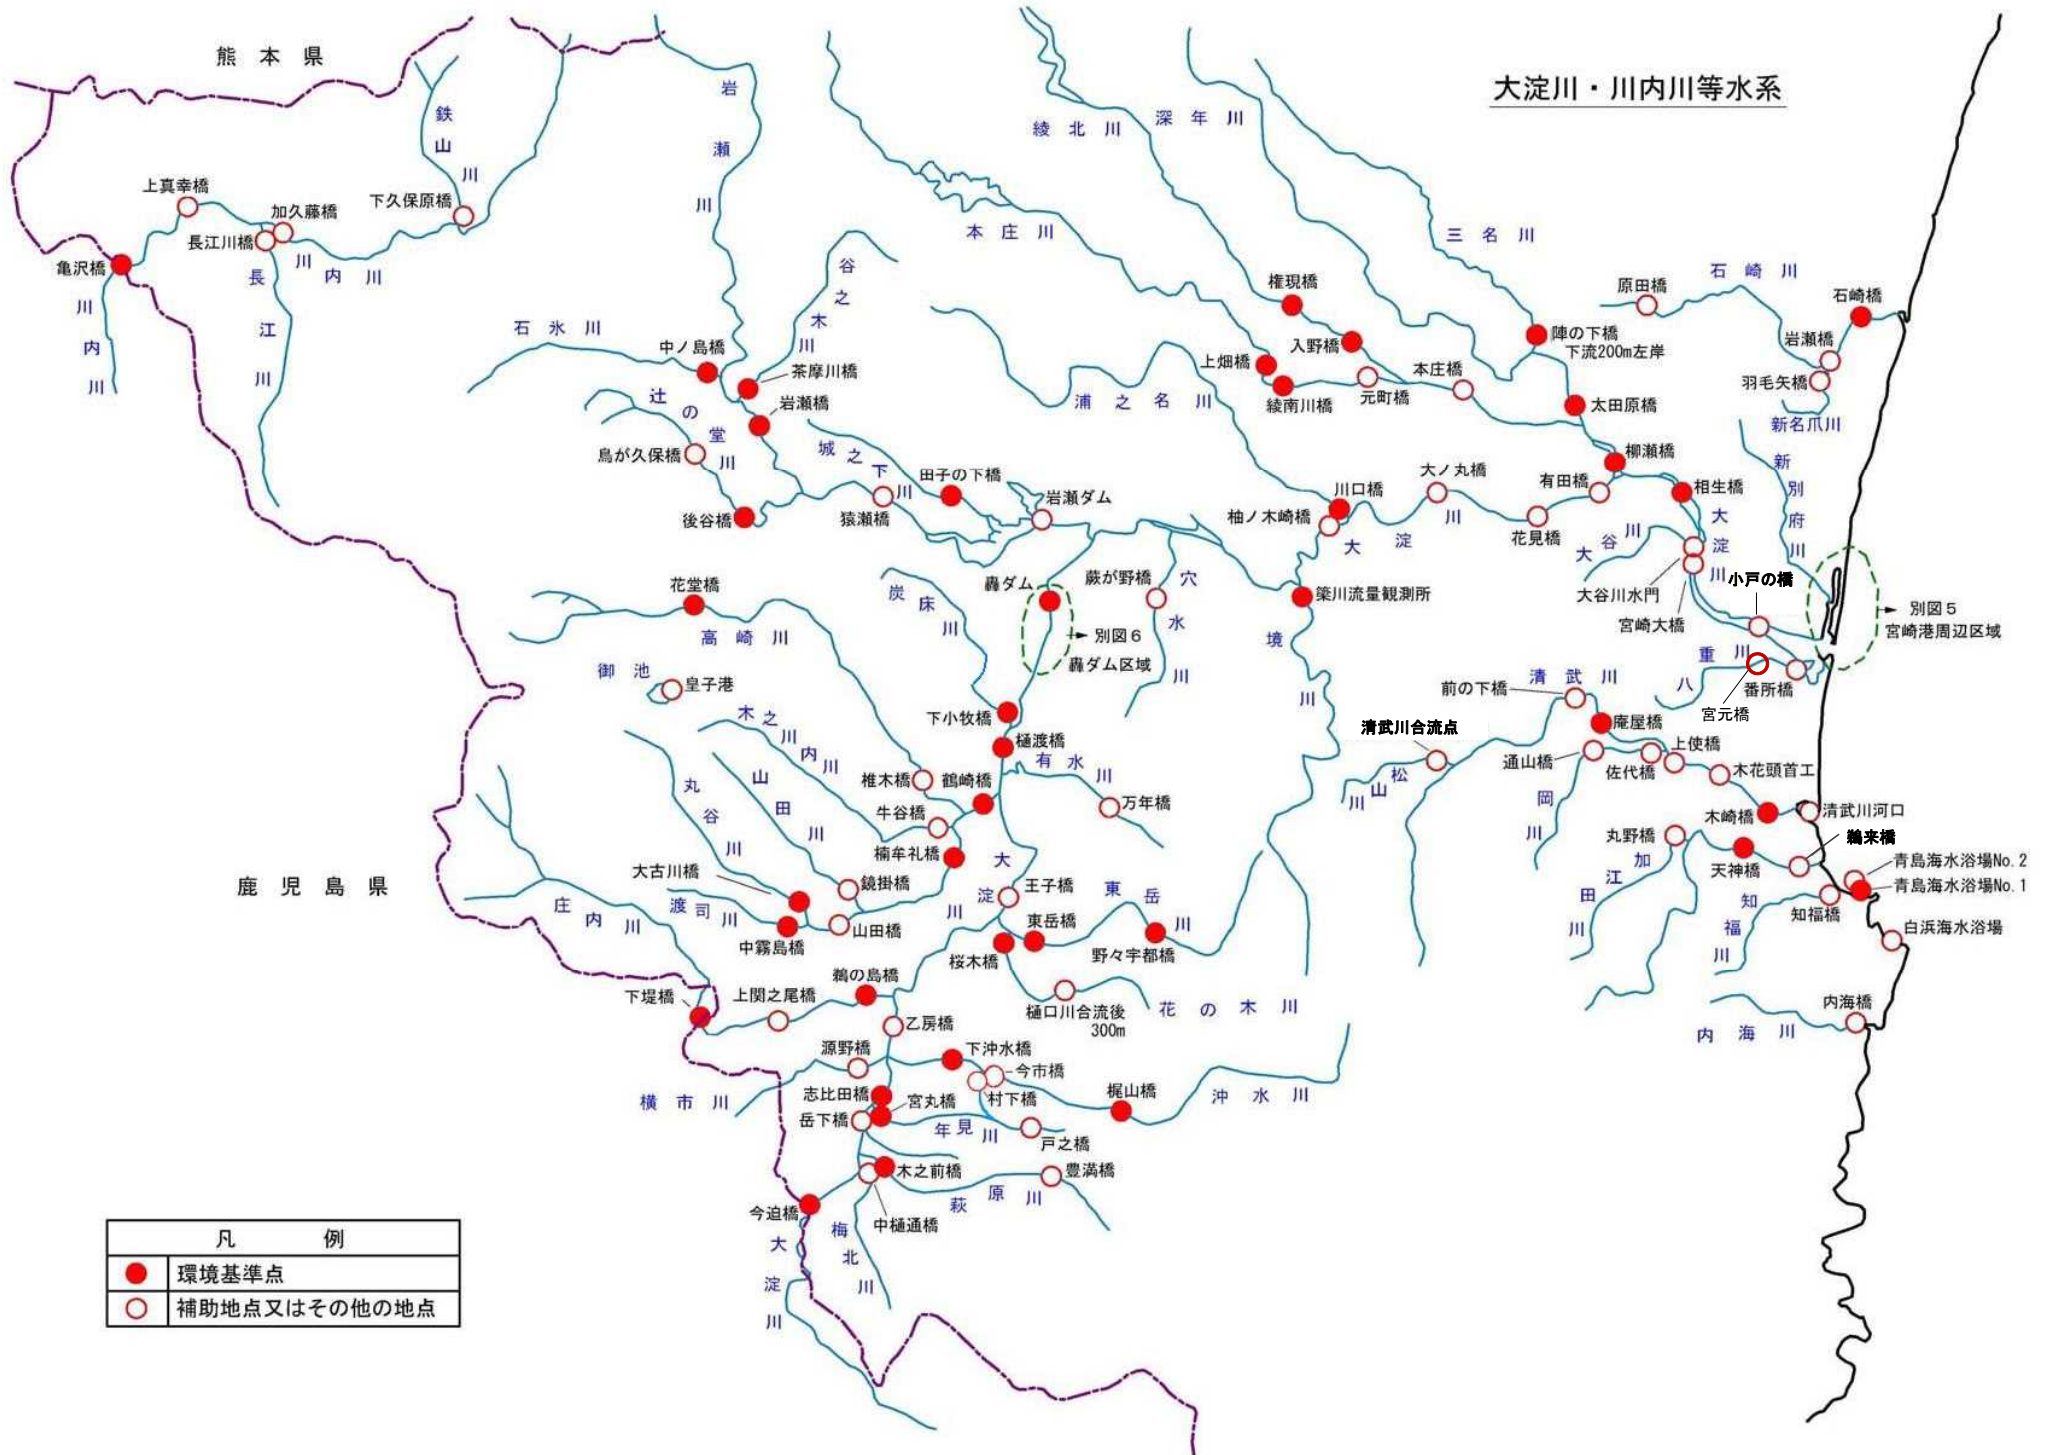 大淀川・川内川等水系
熊本県
鹿児島県
鉄山川
岩瀬川
綾北川
深年川
上真幸橋
加久藤橋
下久保原橋
長江川橋
亀沢橋
川内川
川内川
長江川
本庄川
三名川
石崎川
原田橋
石崎橋
岩瀬橋
羽毛矢橋
新名爪川
新別府川
谷之木川
石氷川
中ノ島橋
茶摩川橋
岩瀬橋
辻の堂川
鳥が久保橋
後谷橋
城之下川
田子の下橋
猿瀬橋
岩瀬ダム
浦之名川
権現橋
入野橋
上畑橋
綾南川橋
元町橋
本庄橋
陣の下橋
下流200m左岸
太田原橋
柳瀬橋
有田橋
相生橋
大ノ丸橋
川口橋
柚ノ木崎橋
大淀川
花見橋
大谷川
大淀川
大谷川水門
宮崎大橋
小戸の橋
別図5
宮崎港周辺区域
築川流量観測所
境川
花堂橋
高崎川
炭床川
轟ダム
蕨が野橋
穴水川
別図6
轟ダム区域
御池
皇子港
下小牧橋
樋渡橋
有水川
万年橋
木之川内川
山田川
丸谷川
椎木橋
鶴崎橋
牛谷橋
楠牟礼橋
大古川橋
鏡掛橋
渡司川
中霧島橋
山田橋
庄内川
大淀川
王子橋
東岳橋
東岳川
桜木橋
野々宇都橋
樋口川合流後
300m
花の木川
鵜の島橋
上関之尾橋
下堤橋
乙房橋
源野橋
下沖水橋
今市橋
村下橋
横市川
志比田橋
宮丸橋
岳下橋
年見川
戸之橋
梶山橋
沖水川
木之前橋
豊満橋
萩原川
今迫橋
中樋通橋
梅北川
大淀川
八重川
宮元橋
番所橋
清武川
前の下橋
清武川合流点
松山川
庵屋橋
上使橋
通山橋
佐代橋
木花頭首工
岡川
木崎橋
清武川河口
丸野橋
鵜来橋
加江田川
天神橋
青島海水浴場No.2
青島海水浴場No.1
知福橋
知福川
白浜海水浴場
内海橋
内海川
凡例
環境基準点
補助地点又はその他の地点